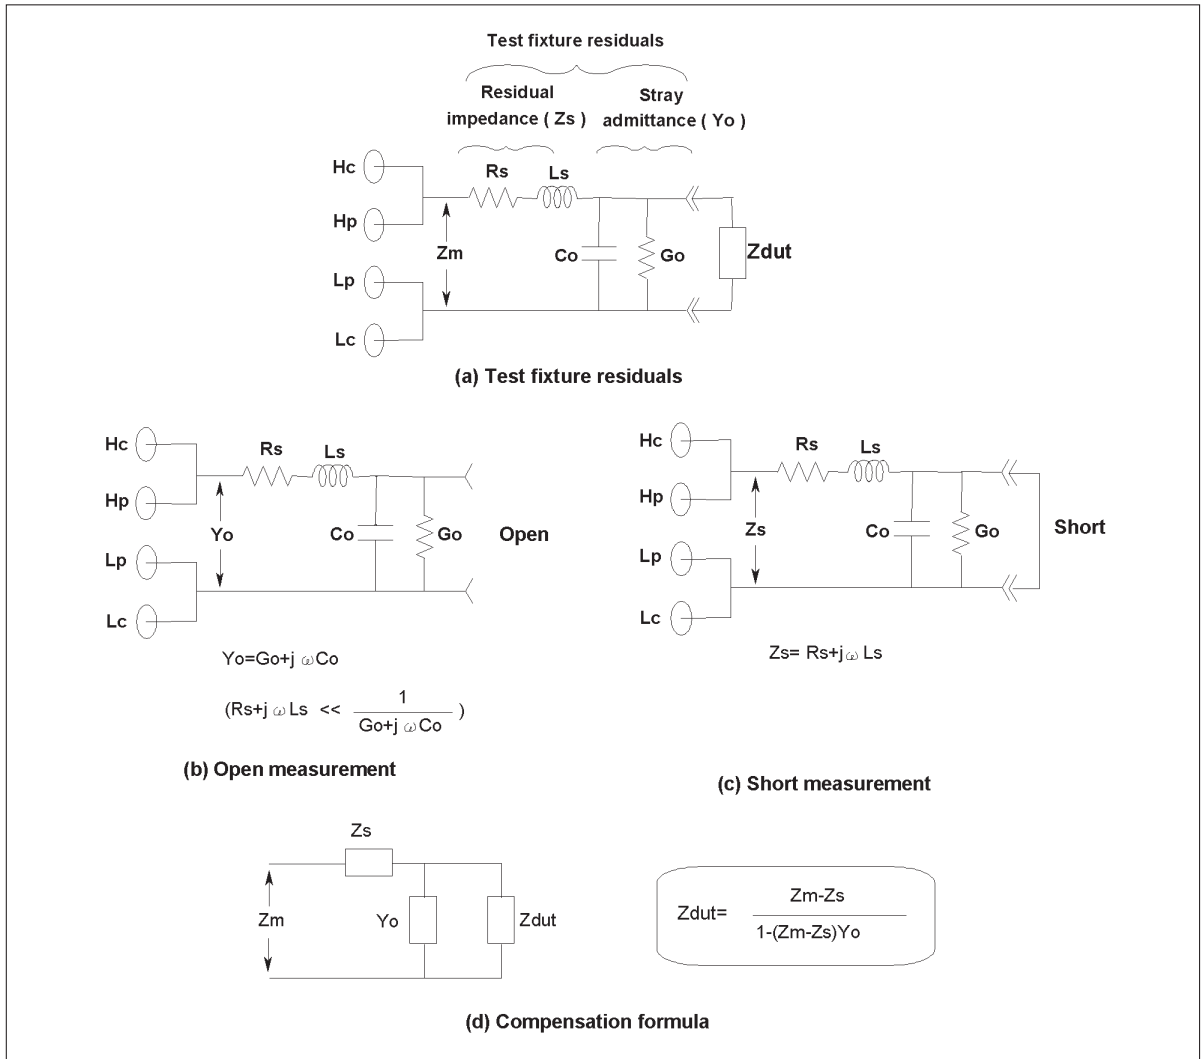 Test fixture residuals
Residual
impedance ( Zs )
Stray
admittance ( Yo )
Hc
Hp
Lp
Lc
Rs
Ls
Zm
Co
Go
Zdut
(a) Test fixture residuals
Hc
Hp
Lp
Lc
Rs
Ls
Yo
Co
Go
Open
Yo=Go+j ωCo
(Rs+j ω Ls << 1 / Go+j ω Co )
(b) Open measurement
Hc
Hp
Lp
Lc
Rs
Ls
Zs
Co
Go
Short
Zs= Rs+jω Ls
(c) Short measurement
Zs
Zm
Yo
Zdut
Zdut= Zm-Zs / 1-(Zm-Zs)Yo
(d) Compensation formula